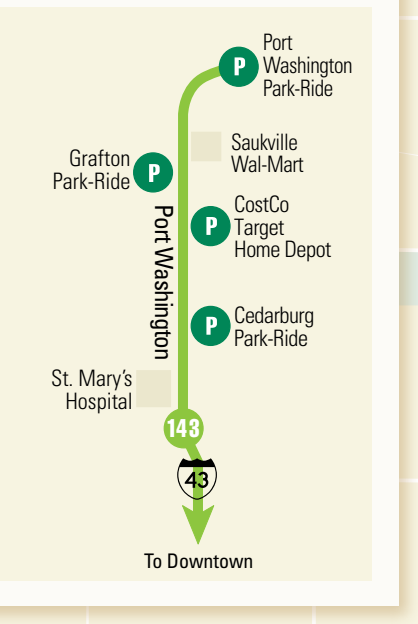 P
Port
Washington
Park-Ride
Saukville
Wal-Mart
Grafton
Park-Ride
P
CostCo
Target
Home Depot
P
Port Washington
P
Cedarburg
Park-Ride
St. Mary's
Hospital
143
43
To Downtown